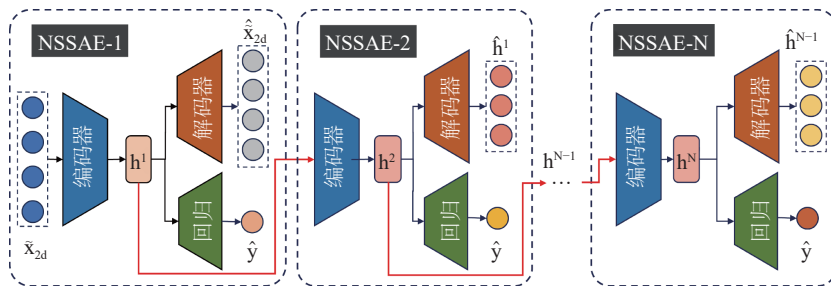 NSSAE-1
编码器
x̃₂d
h¹
解码器
x̃̂₂d
回归
ŷ
NSSAE-2
编码器
h²
解码器
ĥ¹
回归
ŷ
hᴺ⁻¹
...
NSSAE-N
编码器
hᴺ
解码器
ĥᴺ⁻¹
回归
ŷ